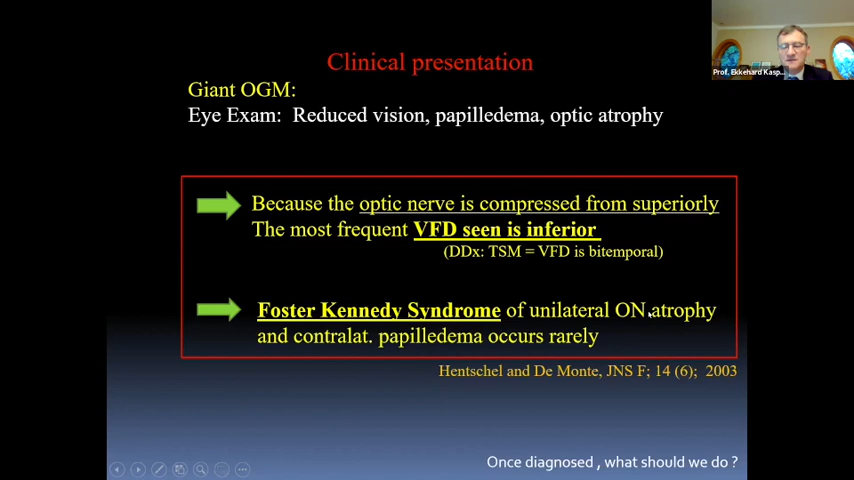 Clinical presentation
Prof. Ekkehard Kasp...
Giant OGM:
Eye Exam: Reduced vision, papilledema, optic atrophy
Because the optic nerve is compressed from superiorly
The most frequent VFD seen is inferior
(DDx: TSM = VFD is bitemporal)
Foster Kennedy Syndrome of unilateral ON atrophy
and contralat. papilledema occurs rarely
Hentschel and De Monte, JNS F; 14 (6); 2003
Once diagnosed , what should we do ?